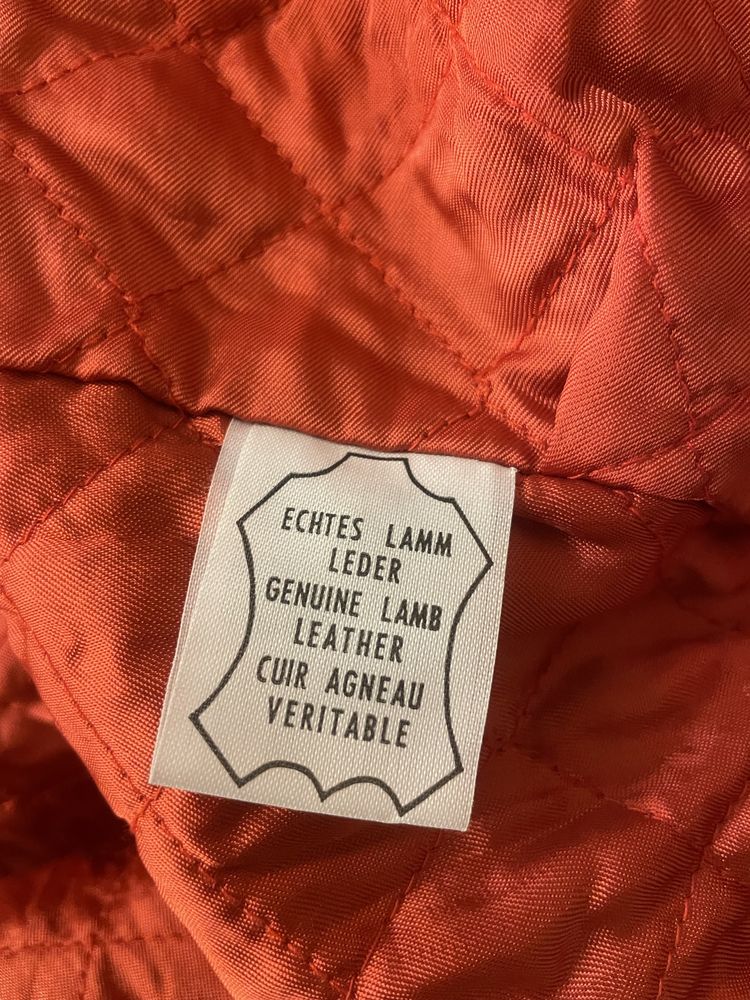 ECHTES LAMM
LEDER
GENUINE LAMB
LEATHER
CUIR AGNEAU
VERITABLE